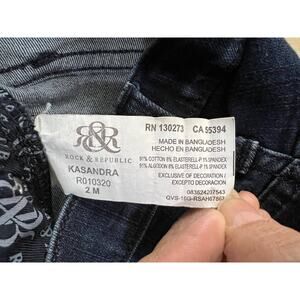 RN 130273 CA 55394
R&R
ROCK & REPUBLIC
KASANDRA
R010320
2 M
MADE IN BANGLADESH
HECHO EN BANGLADESH
91% COTTON 8% ELASTERELL-P 1% SPANDEX
91% ALGODON 8% ELASTERELL-P 1% SPANDEX
EXCLUSIVE OF DECORATION /
EXCEPTO DECORACION
083624207543